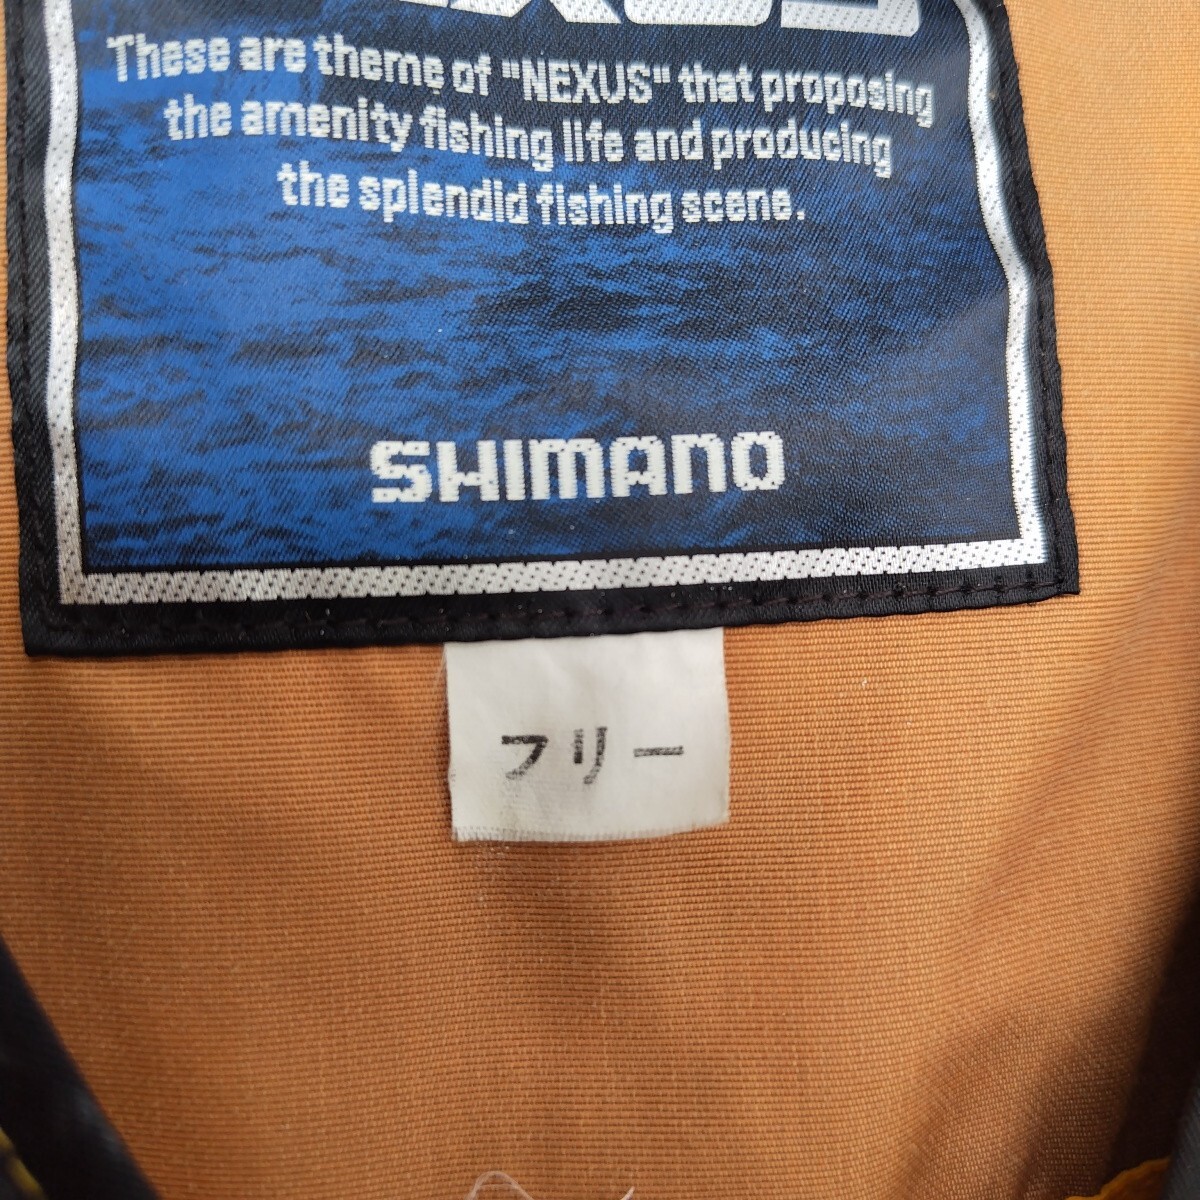 NEXUS
These are theme of "NEXUS" that proposing
the amenity fishing life and producing
the splendid fishing scene.
SHIMANO
フリー